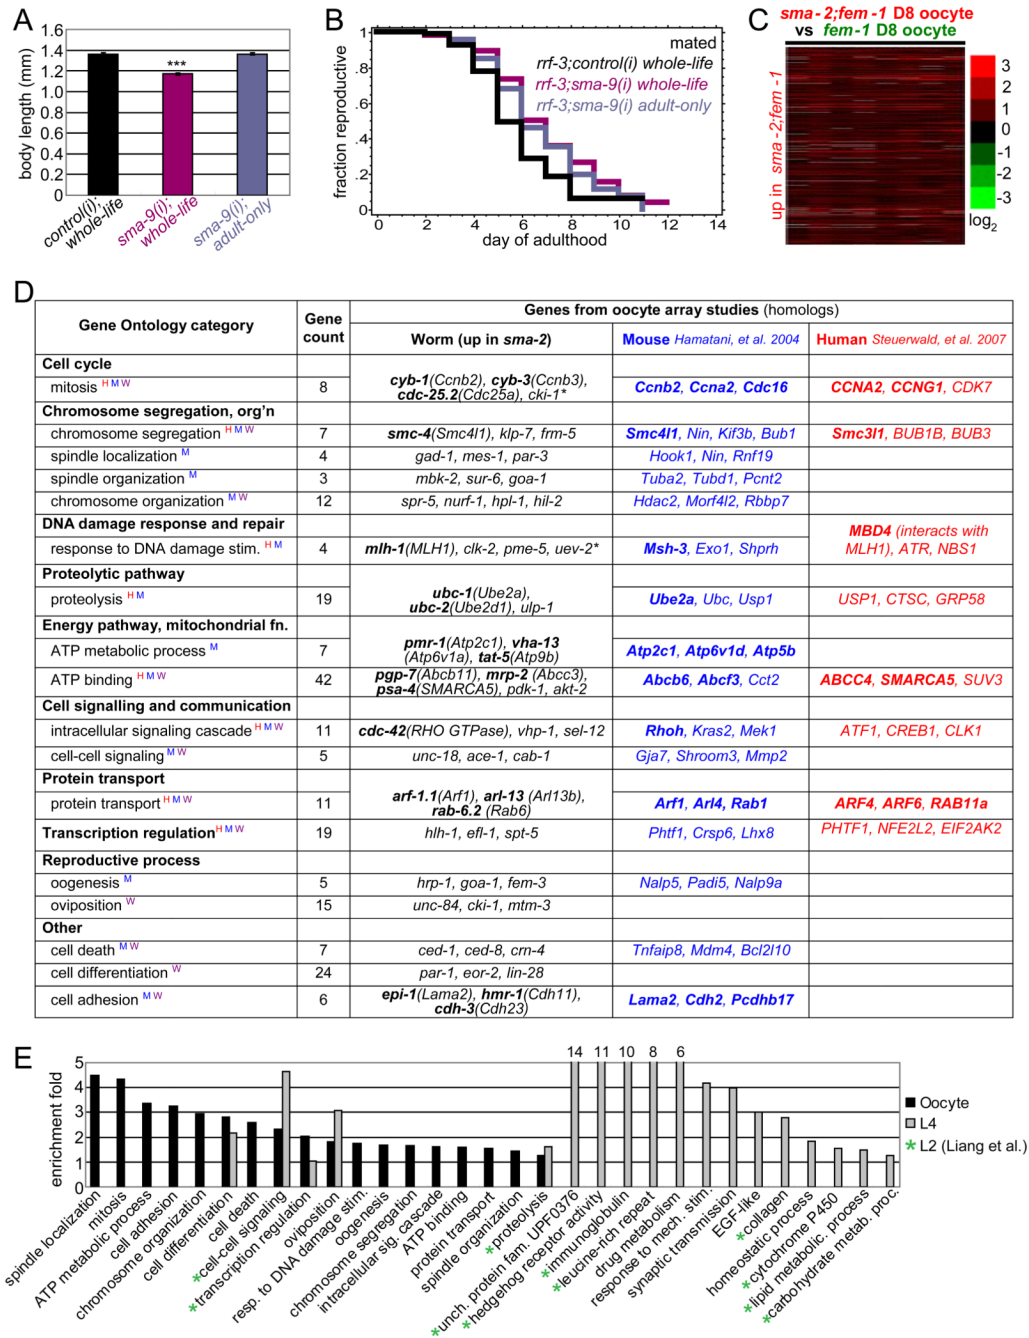 A
1.6
1.4
1.2
1.0
0.8
0.6
0.4
0.2
0
body length (mm)
***
control(i); whole-life
sma-9(i); whole-life
sma-9(i); adult-only
B
1
.8
.6
.4
.2
0
fraction reproductive
mated
rrf-3;control(i) whole-life
rrf-3;sma-9(i) whole-life
rrf-3;sma-9(i) adult-only
0 2 4 6 8 10 12 14
day of adulthood
C
sma-2;fem-1 D8 oocyte
vs fem-1 D8 oocyte
up in sma-2;fem-1
3
2
1
0
-1
-2
-3
log2
D
Gene Ontology category
Gene count
Genes from oocyte array studies (homologs)
Worm (up in sma-2)
Mouse Hamatani, et al. 2004
Human Steuerwald, et al. 2007
Cell cycle
mitosis H M W 8 cyb-1(Ccnb2), cyb-3(Ccnb3), cdc-25.2(Cdc25a), cki-1* Ccnb2, Ccna2, Cdc16 CCNA2, CCNG1, CDK7
Chromosome segregation, org'n
chromosome segregation H M W 7 smc-4(Smc4l1), klp-7, frm-5 Smc4l1, Nin, Kif3b, Bub1 Smc3l1, BUB1B, BUB3
spindle localization M 4 gad-1, mes-1, par-3 Hook1, Nin, Rnf19
spindle organization M 3 mbk-2, sur-6, goa-1 Tuba2, Tubd1, Pcnt2
chromosome organization M W 12 spr-5, nurf-1, hpl-1, hil-2 Hdac2, Morf4l2, Rbbp7
DNA damage response and repair
response to DNA damage stim. H M 4 mlh-1(MLH1), clk-2, pme-5, uev-2* Msh-3, Exo1, Shprh MBD4 (interacts with MLH1), ATR, NBS1
Proteolytic pathway
proteolysis H M 19 ubc-1(Ube2a), ubc-2(Ube2d1), ulp-1 Ube2a, Ubc, Usp1 USP1, CTSC, GRP58
Energy pathway, mitochondrial fn.
ATP metabolic process M 7 pmr-1(Atp2c1), vha-13 (Atp6v1a), tat-5(Atp9b) Atp2c1, Atp6v1d, Atp5b
ATP binding H M W 42 pgp-7(Abcb11), mrp-2 (Abcc3), psa-4(SMARCA5), pdk-1, akt-2 Abcb6, Abcf3, Cct2 ABCC4, SMARCA5, SUV3
Cell signalling and communication
intracellular signaling cascade H M W 11 cdc-42(RHO GTPase), vhp-1, sel-12 Rhoh, Kras2, Mek1 ATF1, CREB1, CLK1
cell-cell signaling M W 5 unc-18, ace-1, cab-1 Gja7, Shroom3, Mmp2
Protein transport
protein transport H M W 11 arf-1.1(Arf1), arl-13 (Arl13b), rab-6.2 (Rab6) Arf1, Arl4, Rab1 ARF4, ARF6, RAB11a
Transcription regulation H M W 19 hlh-1, efl-1, spt-5 Phtf1, Crsp6, Lhx8 PHTF1, NFE2L2, EIF2AK2
Reproductive process
oogenesis M 5 hrp-1, goa-1, fem-3 Nalp5, Padi5, Nalp9a
oviposition W 15 unc-84, cki-1, mtm-3
Other
cell death M W 7 ced-1, ced-8, crn-4 Tnfaip8, Mdm4, Bcl2l10
cell differentiation W 24 par-1, eor-2, lin-28
cell adhesion M W 6 epi-1(Lama2), hmr-1(Cdh11), cdh-3(Cdh23) Lama2, Cdh2, Pcdhb17
E
14 11 10 8 6
5
4
3
2
1
0
enrichment fold
Oocyte
L4
* L2 (Liang et al.)
spindle localization
mitosis
ATP metabolic process
cell adhesion
chromosome organization
cell differentiation
cell death
*cell-cell signaling
*transcription regulation
oviposition
resp. to DNA damage stim.
oogenesis
chromosome segregation
intracellular sig. cascade
ATP binding
protein transport
spindle organization
*proteolysis
*unch. protein fam. UPF0376
*hedgehog receptor activity
*immunoglobulin
*leucine-rich repeat
drug metabolism
response to mech. stim.
synaptic transmission
EGF-like
*collagen
homeostatic process
*cytochrome P450
*lipid metabolic. process
*carbohydrate metab. proc.